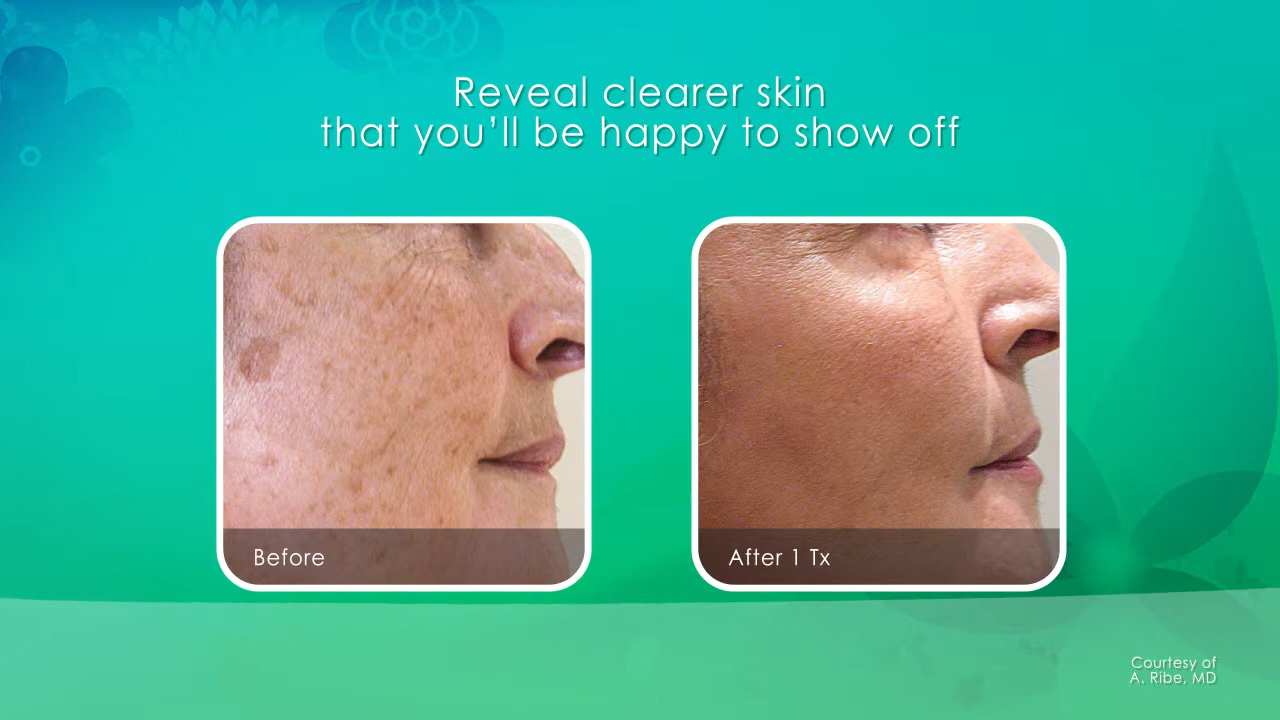 Reveal clearer skin
that you’ll be happy to show off
Before
After 1 Tx
Courtesy of
A. Ribe, MD